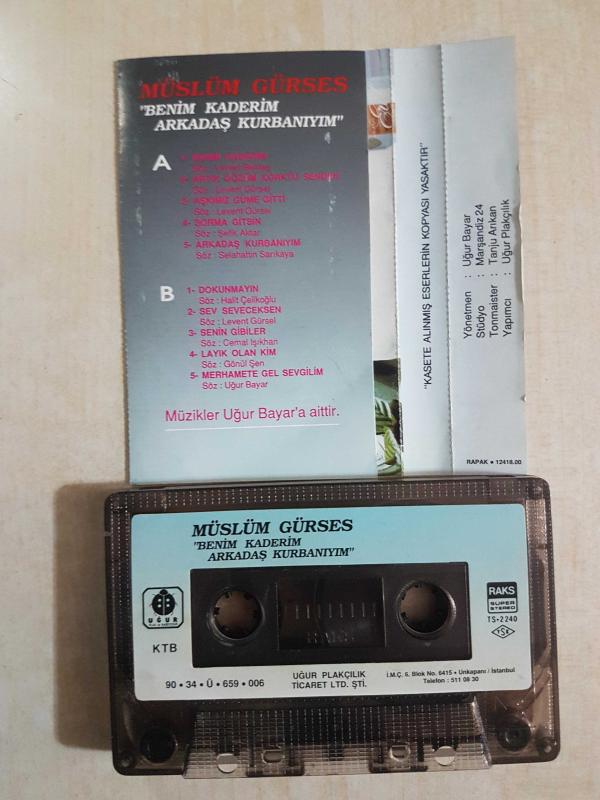 MÜSLÜM GÜRSES
"BENİM KADERİM
ARKADAŞ KURBANIYIM"
A
1- BENİM KADERİM
2- ARTIK GÖZÜM KORKTU SENDEN
Söz : Levent Gürsel
3- AŞKIMIZ GÜME GİTTİ
Söz : Levent Gürsel
4- SORMA GİTSİN
Söz : Şefik Aktar
5- ARKADAŞ KURBANIYIM
Söz : Selahattin Sarıkaya
B
1- DOKUNMAYIN
Söz : Halit Çelikoğlu
2- SEV SEVECEKSEN
Söz : Levent Gürsel
3- SENİN GİBİLER
Söz : Cemal Işıkhan
4- LAYIK OLAN KİM
Söz : Gönül Şen
5- MERHAMETE GEL SEVGİLİM
Söz : Uğur Bayar
Müzikler Uğur Bayar'a aittir.
"KASETE ALINMIŞ ESERLERİN KOPYASI YASAKTIR"
Yönetmen : Uğur Bayar
Stüdyo : Marşandiz 24
Tonmaister : Tanju Arıkan
Yapımcı : Uğur Plakçılık
RAPAK • 12418.00
MÜSLÜM GÜRSES
"BENİM KADERİM
ARKADAŞ KURBANIYIM"
UĞUR
KTB
RAKS
SUPER
STEREO
TS-2240
TSE
90 • 34 • Ü • 659 • 006
UĞUR PLAKÇILIK
TİCARET LTD. ŞTİ.
İ.M.Ç. 6. Blok No. 6415 • Unkapanı / İstanbul
Telefon : 511 08 30